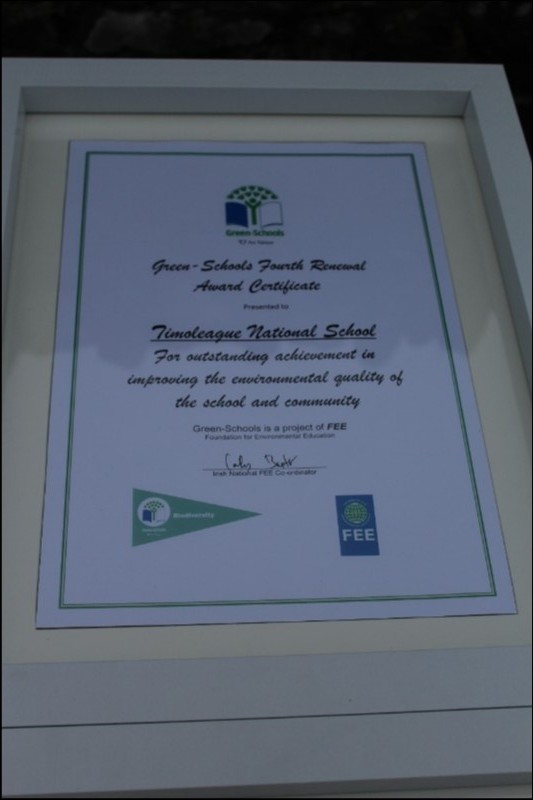 Green-Schools
Green-Schools Fourth Renewal
Award Certificate
Presented to
Timoleague National School
For outstanding achievement in
improving the environmental quality of
the school and community
Green-Schools is a project of FEE
Foundation for Environmental Education
Irish National FEE Co-ordinator
Biodiversity
FEE